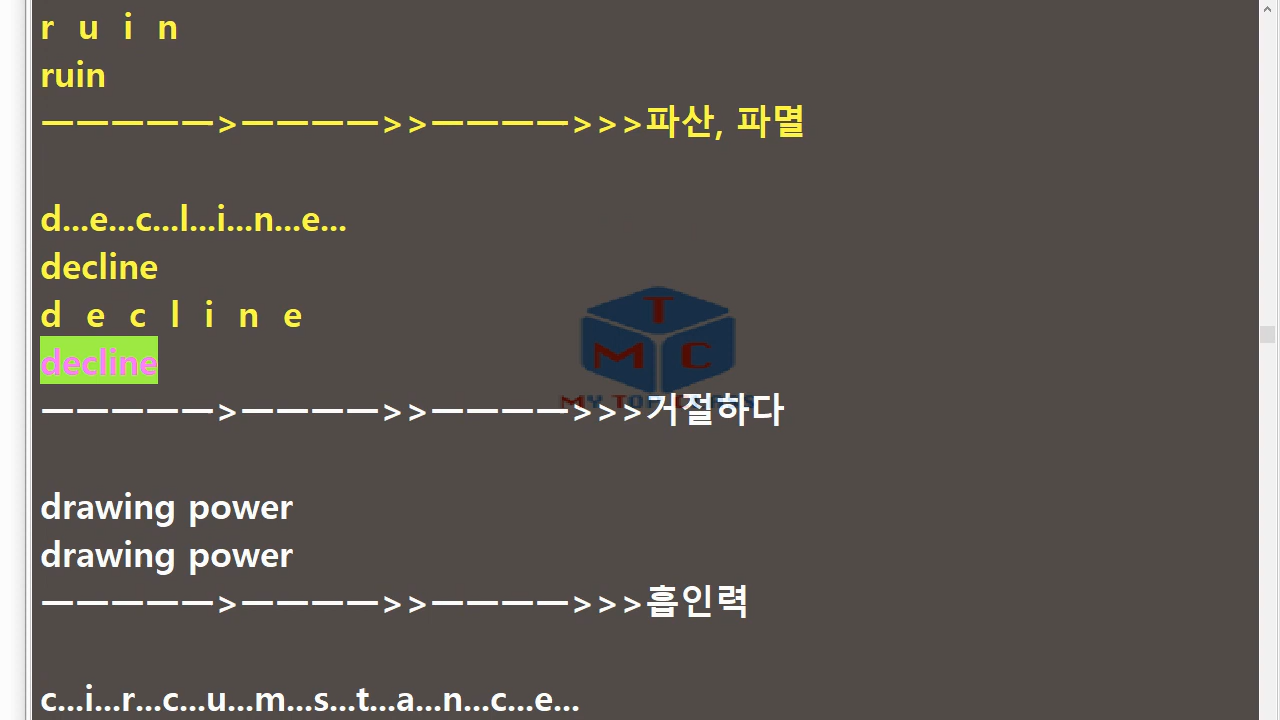 r u i n
ruin
—————>————>>————>>>파산, 파멸
d...e...c...l...i...n...e...
decline
d e c l i n e
decline
T
M C
—————>————>>————>>>거절하다
drawing power
drawing power
—————>————>>————>>>흡인력
c...i...r...c...u...m...s...t...a...n...c...e...